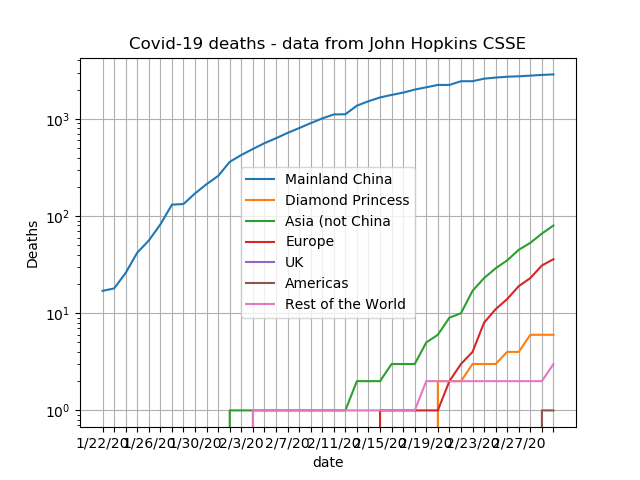 Covid-19 deaths - data from John Hopkins CSSE
Deaths
10³
10²
10¹
10⁰
Mainland China
Diamond Princess
Asia (not China
Europe
UK
Americas
Rest of the World
1/22/20 1/26/20 1/30/20 2/3/20 2/7/20 2/11/20 2/15/20 2/19/20 2/23/20 2/27/20
date